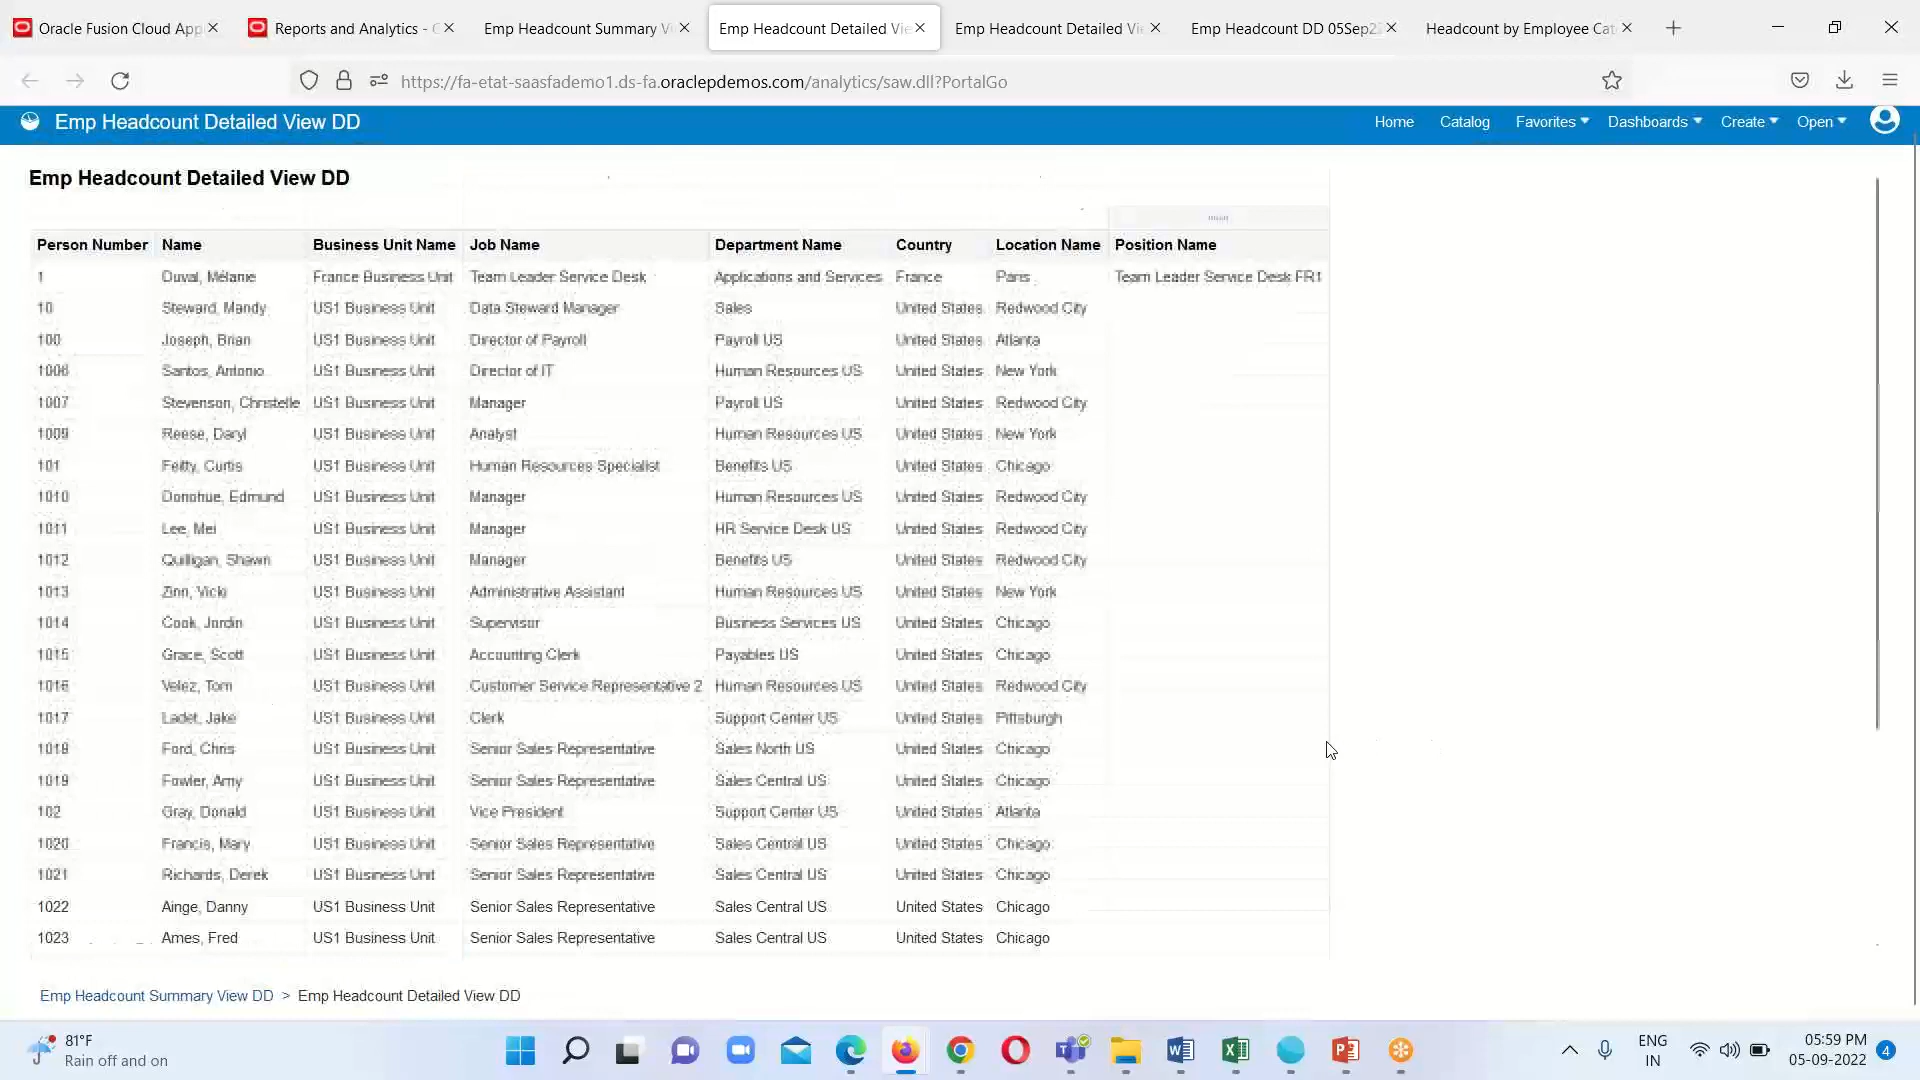 Oracle Fusion Cloud App
Reports and Analytics - 
Emp Headcount Summary Vi
Emp Headcount Detailed Vie
Emp Headcount Detailed Vie
Emp Headcount DD 05Sep22
Headcount by Employee Cat
https://fa-etat-saasfademo1.ds-fa.oraclepdemos.com/analytics/saw.dll?PortalGo
Emp Headcount Detailed View DD
Home Catalog Favorites Dashboards Create Open
Emp Headcount Detailed View DD
Person Number Name Business Unit Name Job Name Department Name Country Location Name Position Name
1 Duval, Mélanie France Business Unit Team Leader Service Desk Applications and Services France Paris Team Leader Service Desk FR1
10 Steward, Mandy US1 Business Unit Data Steward Manager Sales United States Redwood City
100 Joseph, Brian US1 Business Unit Director of Payroll Payroll US United States Atlanta
1006 Santos, Antonio US1 Business Unit Director of IT Human Resources US United States New York
1007 Stevenson, Christelle US1 Business Unit Manager Payroll US United States Redwood City
1009 Reese, Daryl US1 Business Unit Analyst Human Resources US United States New York
101 Feitty, Curtis US1 Business Unit Human Resources Specialist Benefits US United States Chicago
1010 Donohue, Edmund US1 Business Unit Manager Human Resources US United States Redwood City
1011 Lee, Mei US1 Business Unit Manager HR Service Desk US United States Redwood City
1012 Quilligan, Shawn US1 Business Unit Manager Benefits US United States Redwood City
1013 Zinn, Vicki US1 Business Unit Administrative Assistant Human Resources US United States New York
1014 Cook, Jordin US1 Business Unit Supervisor Business Services US United States Chicago
1015 Grace, Scott US1 Business Unit Accounting Clerk Payables US United States Chicago
1016 Velez, Tom US1 Business Unit Customer Service Representative 2 Human Resources US United States Redwood City
1017 Ladet, Jake US1 Business Unit Clerk Support Center US United States Pittsburgh
1018 Ford, Chris US1 Business Unit Senior Sales Representative Sales North US United States Chicago
1019 Fowler, Amy US1 Business Unit Senior Sales Representative Sales Central US United States Chicago
102 Gray, Donald US1 Business Unit Vice President Support Center US United States Atlanta
1020 Francis, Mary US1 Business Unit Senior Sales Representative Sales Central US United States Chicago
1021 Richards, Derek US1 Business Unit Senior Sales Representative Sales Central US United States Chicago
1022 Ainge, Danny US1 Business Unit Senior Sales Representative Sales Central US United States Chicago
1023 Ames, Fred US1 Business Unit Senior Sales Representative Sales Central US United States Chicago
Emp Headcount Summary View DD > Emp Headcount Detailed View DD
81°F
Rain off and on
ENG
IN
05:59 PM
05-09-2022
4